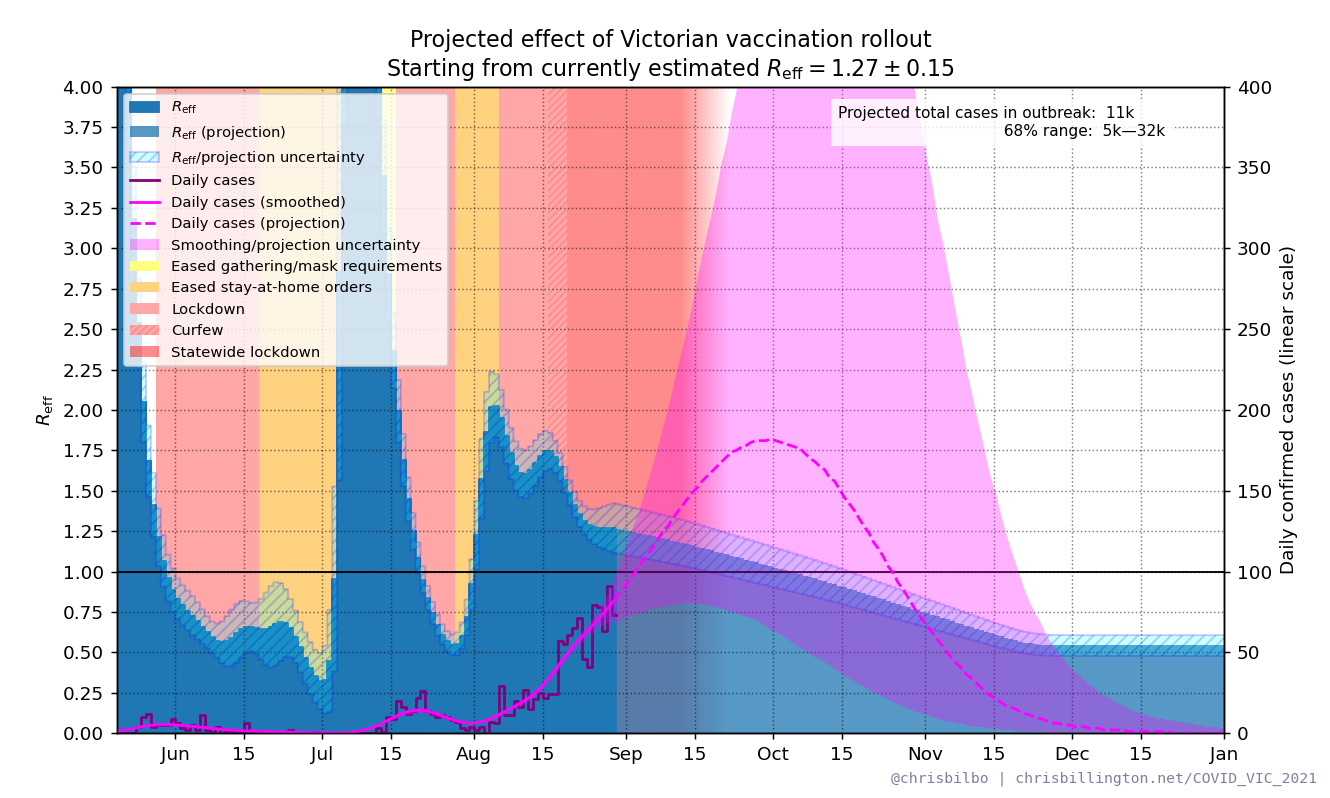 Projected effect of Victorian vaccination rollout
Starting from currently estimated R_eff = 1.27 ± 0.15
4.00
3.75
3.50
3.25
3.00
2.75
2.50
2.25
2.00
1.75
1.50
1.25
1.00
0.75
0.50
0.25
0.00
R_eff
R_eff
R_eff (projection)
R_eff/projection uncertainty
Daily cases
Daily cases (smoothed)
Daily cases (projection)
Smoothing/projection uncertainty
Eased gathering/mask requirements
Eased stay-at-home orders
Lockdown
Curfew
Statewide lockdown
Projected total cases in outbreak: 11k
68% range: 5k—32k
400
350
300
250
200
150
100
50
0
Daily confirmed cases (linear scale)
Jun 15 Jul 15 Aug 15 Sep 15 Oct 15 Nov 15 Dec 15 Jan
@chrisbilbo | chrisbillington.net/COVID_VIC_2021